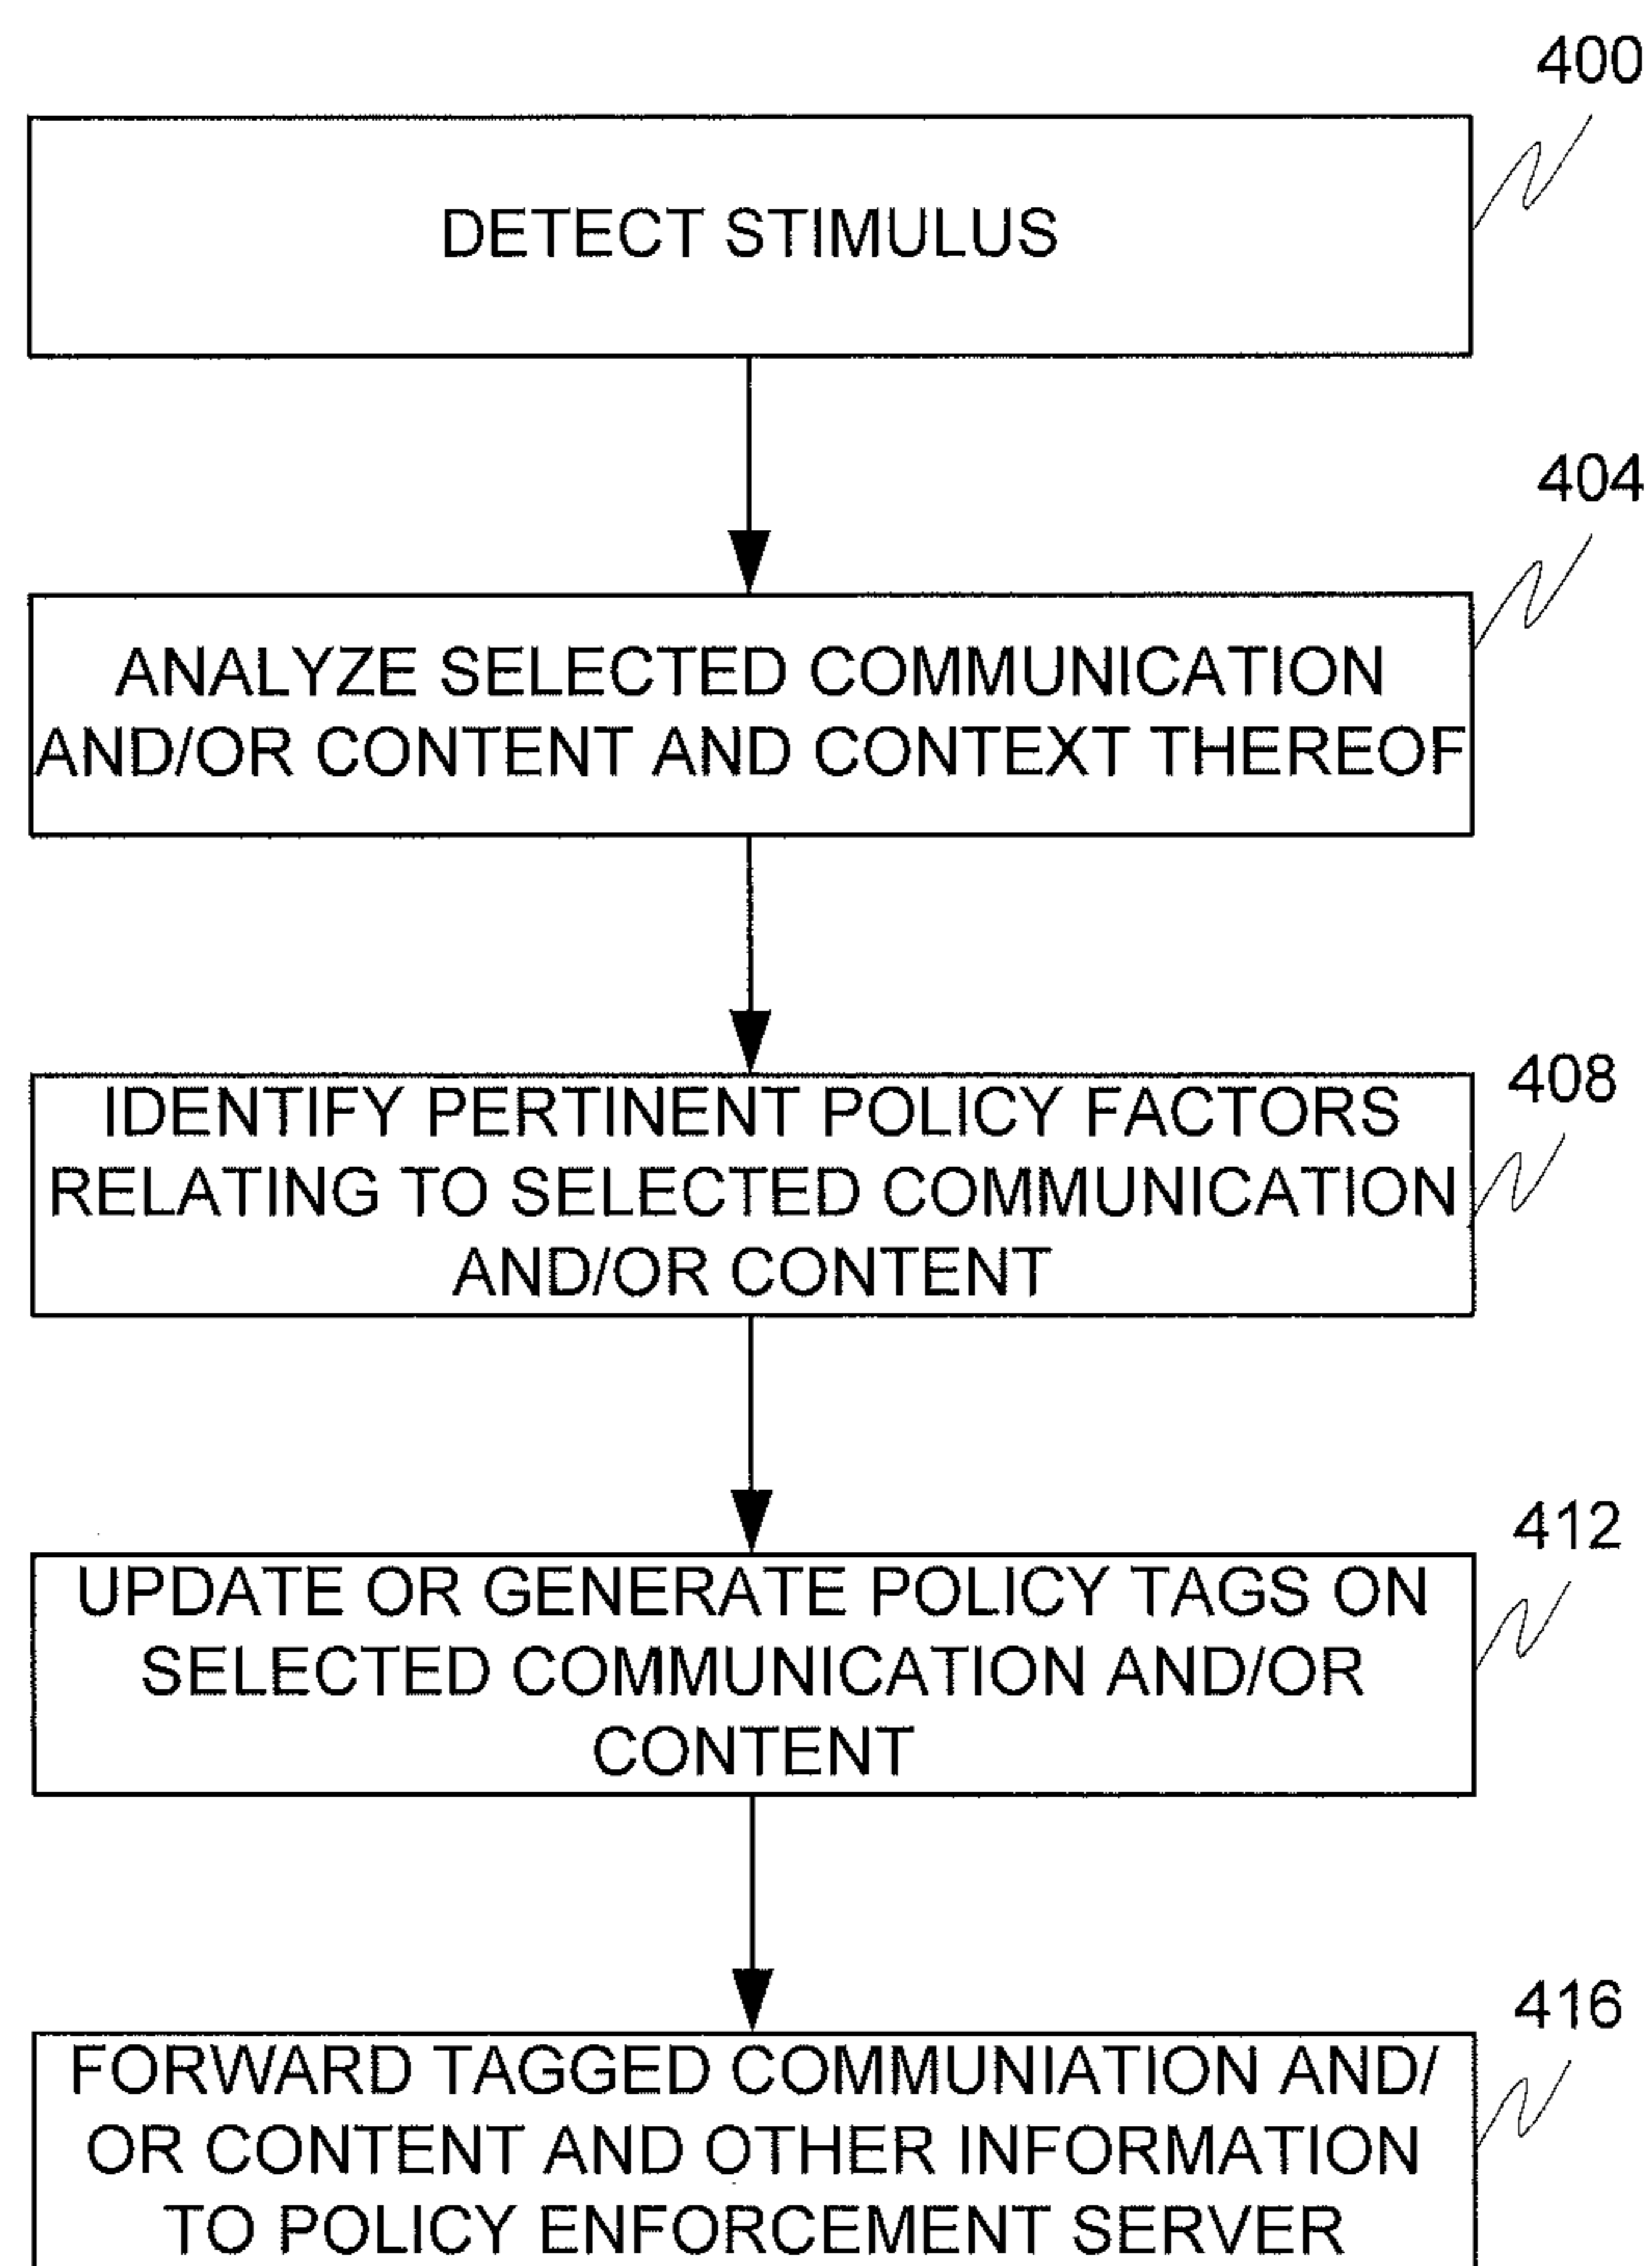 400
DETECT STIMULUS
404
ANALYZE SELECTED COMMUNICATION
AND/OR CONTENT AND CONTEXT THEREOF
408
IDENTIFY PERTINENT POLICY FACTORS
RELATING TO SELECTED COMMUNICATION
AND/OR CONTENT
412
UPDATE OR GENERATE POLICY TAGS ON
SELECTED COMMUNICATION AND/OR
CONTENT
416
FORWARD TAGGED COMMUNIATION AND/
OR CONTENT AND OTHER INFORMATION
TO POLICY ENFORCEMENT SERVER